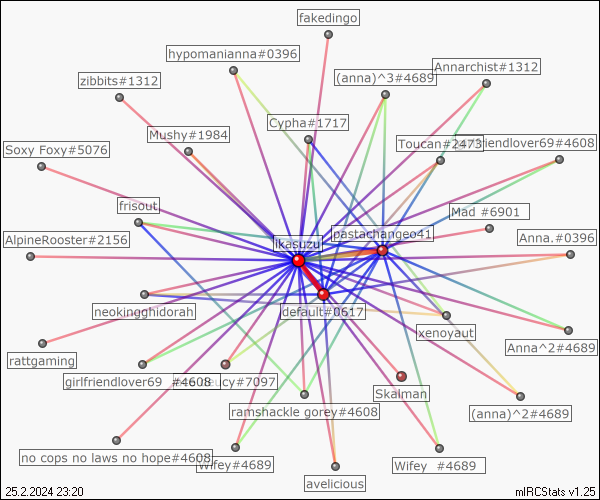 fakedingo
hypomanianna#0396
(anna)^3#4689
Annarchist#1312
zibbits#1312
Cypha#1717
Mushy#1984
Toucan#2473
friendlover69#4608
Soxy Foxy#5076
frisout
Mad #6901
pastachangeo41
Anna.#0396
AlpineRooster#2156
ikasuzu
neokingghidorah
default#0617
xenoyaut
rattgaming
Anna^2#4689
girlfriendlover69 #4608
ucy#7097
Skalman
ramshackle gorey#4608
(anna)^2#4689
no cops no laws no hope#4608
Wifey#4689
Wifey #4689
avelicious
25.2.2024 23:20
mIRCStats v1.25